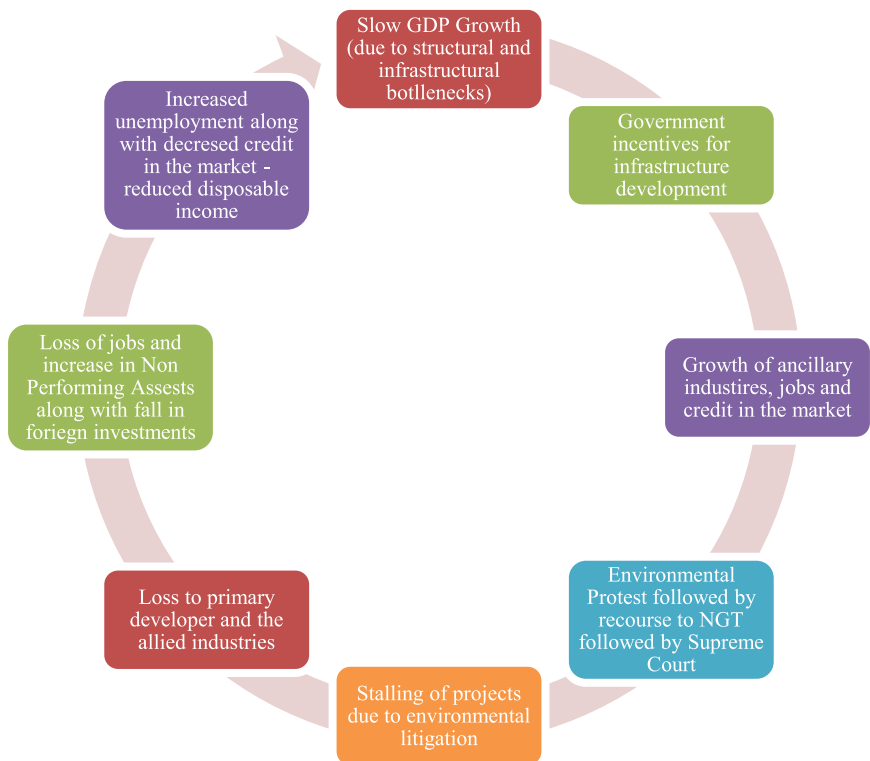 Slow GDP Growth
(due to structural and
infrastructural
botllenecks)
Government
incentives for
infrastructure
development
Growth of ancillary
industires, jobs and
credit in the market
Environmental
Protest followed by
recourse to NGT
followed by Supreme
Court
Stalling of projects
due to environmental
litigation
Loss to primary
developer and the
allied industries
Loss of jobs and
increase in Non
Performing Assests
along with fall in
foriegn investments
Increased
unemployment along
with decresed credit
in the market -
reduced disposable
income